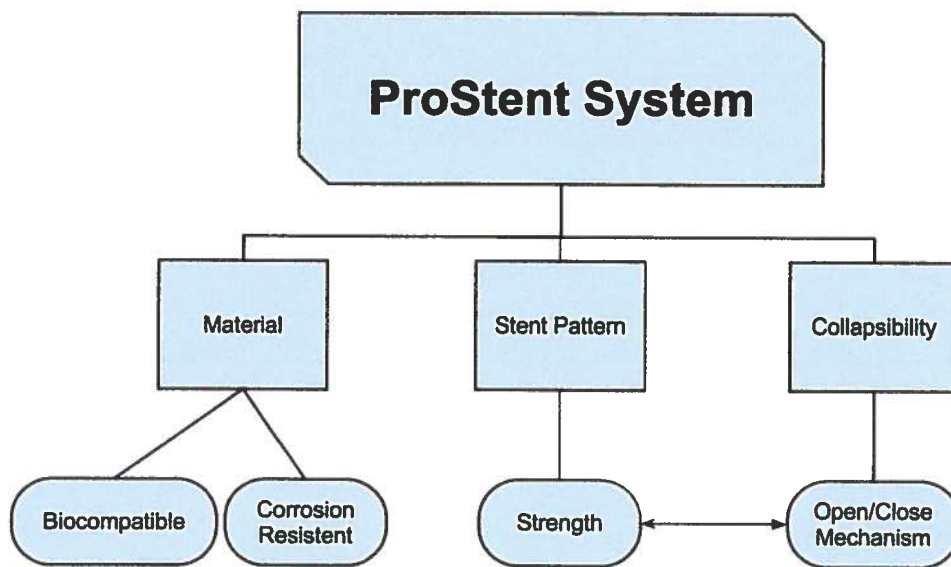 ProStent System
Material
Stent Pattern
Collapsibility
Biocompatible
Corrosion
Resistent
Strength
Open/Close
Mechanism